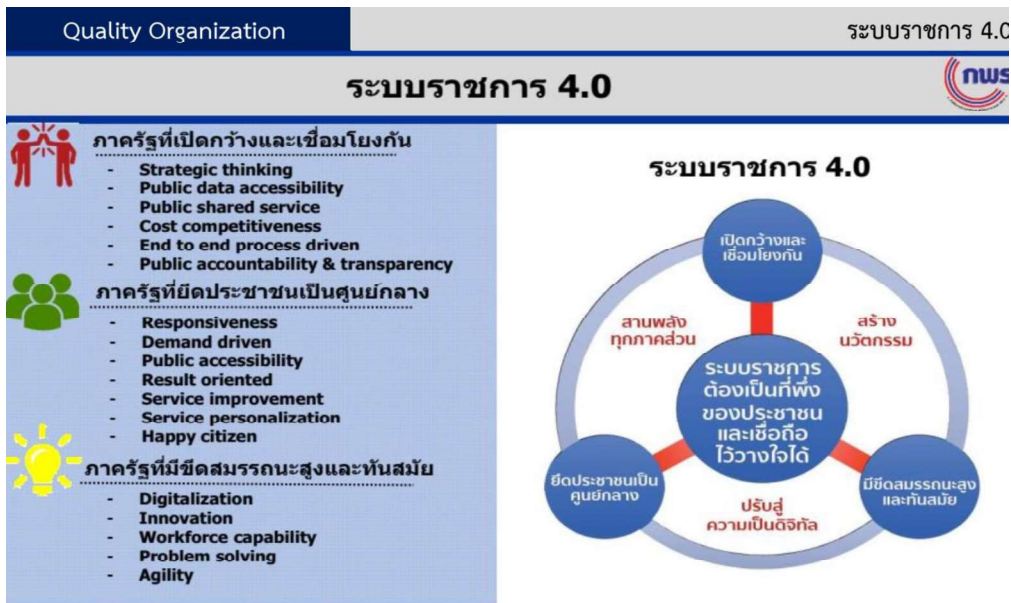 Quality Organization
ระบบราชการ 4.0
ระบบราชการ 4.0
กพร
ภาครัฐที่เปิดกว้างและเชื่อมโยงกัน
- Strategic thinking
- Public data accessibility
- Public shared service
- Cost competitiveness
- End to end process driven
- Public accountability & transparency
ภาครัฐที่ยึดประชาชนเป็นศูนย์กลาง
- Responsiveness
- Demand driven
- Public accessibility
- Result oriented
- Service improvement
- Service personalization
- Happy citizen
ภาครัฐที่มีขีดสมรรถนะสูงและทันสมัย
- Digitalization
- Innovation
- Workforce capability
- Problem solving
- Agility
ระบบราชการ 4.0
เปิดกว้างและ
เชื่อมโยงกัน
สานพลัง
ทุกภาคส่วน
สร้าง
นวัตกรรม
ระบบราชการ
ต้องเป็นที่พึ่ง
ของประชาชน
และเชื่อถือ
ไว้วางใจได้
ยึดประชาชนเป็น
ศูนย์กลาง
มีขีดสมรรถนะสูง
และทันสมัย
ปรับสู่
ความเป็นดิจิทัล